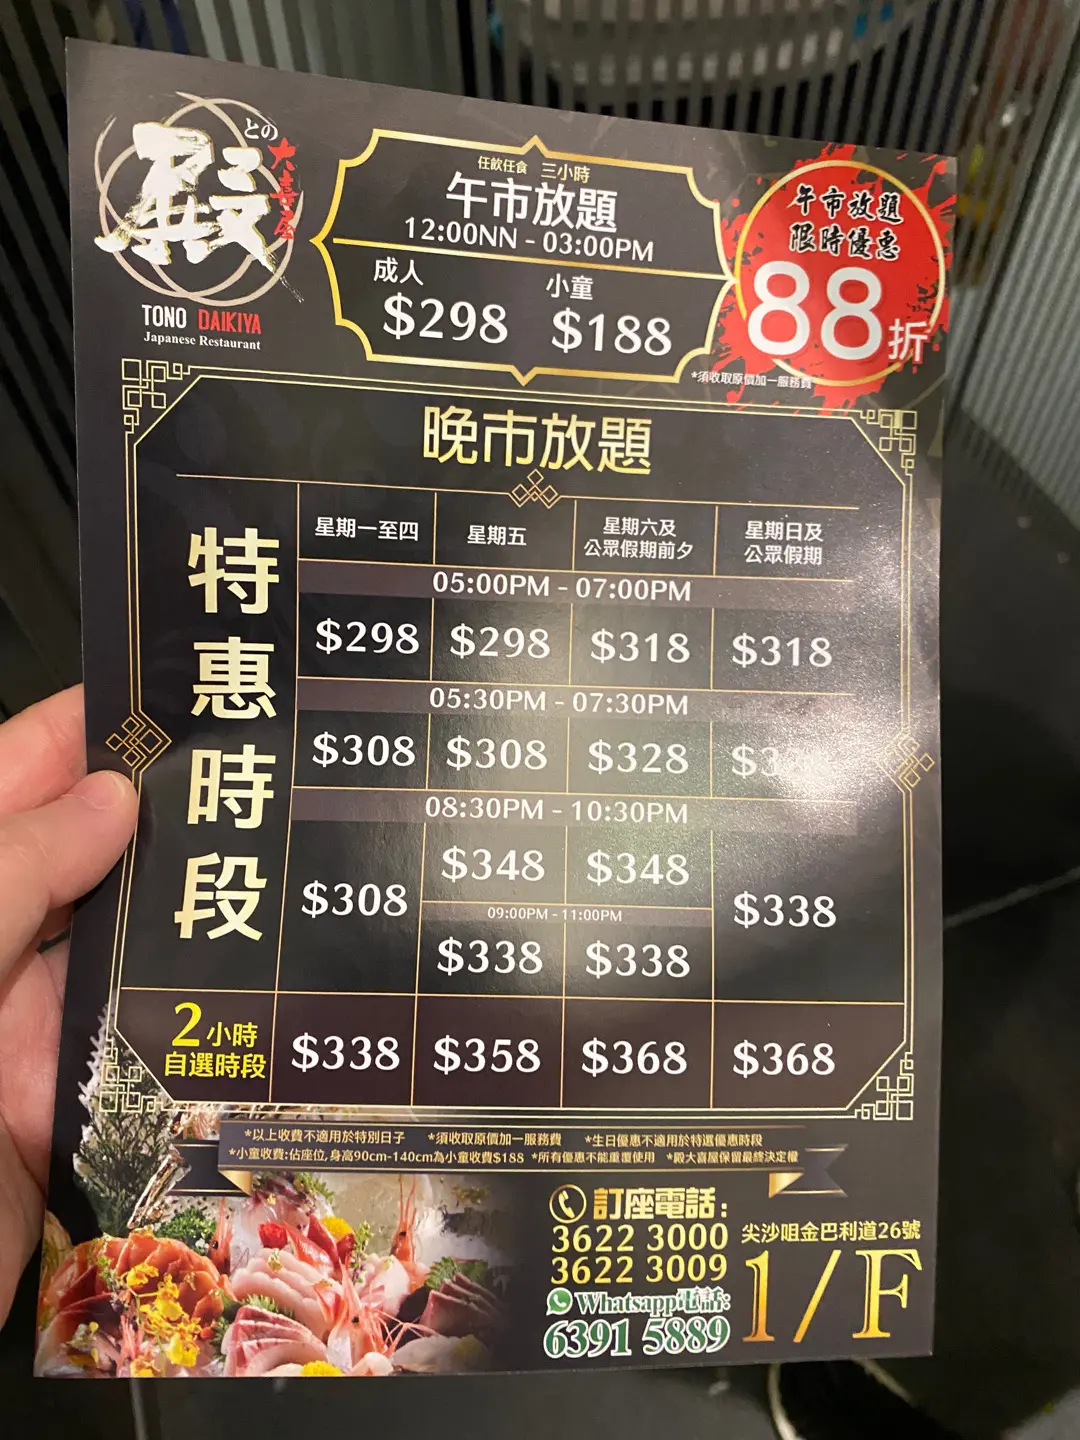 殿
との
大喜屋
TONO DAIKIYA
Japanese Restaurant
任飲任食 三小時
午市放題
12:00NN - 03:00PM
成人 小童
$298 $188
午市放題
限時優惠
88折
*須收取原價加一服務費
晚市放題
特惠時段
星期一至四 星期五 星期六及公眾假期前夕 星期日及公眾假期
05:00PM - 07:00PM
$298 $298 $318 $318
05:30PM - 07:30PM
$308 $308 $328
08:30PM - 10:30PM
$308 $348 $348 $338
09:00PM - 11:00PM
$338 $338
2小時
自選時段
$338 $358 $368 $368
*以上收費不適用於特別日子 *須收取原價加一服務費 *生日優惠不適用於特選優惠時段
*小童收費:佔座位,身高90cm-140cm為小童收費$188 *所有優惠不能重覆使用 *殿大喜屋保留最終決定權
訂座電話:
3622 3000
3622 3009
Whatsapp電話:
6391 5889
尖沙咀金巴利道26號
1/F